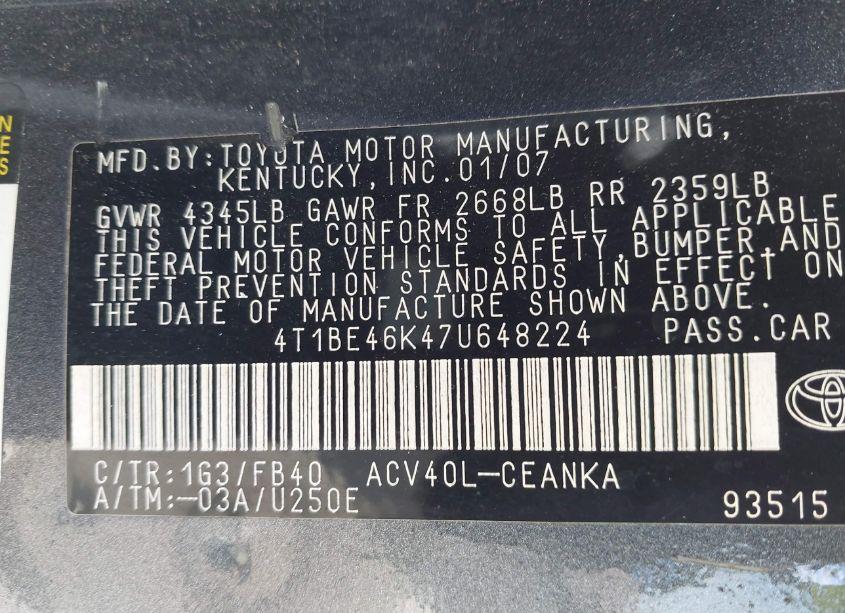 N
E
S
MFD.BY:TOYOTA MOTOR MANUFACTURING,
KENTUCKY,INC.01/07
GVWR 4345LB GAWR FR 2668LB RR 2359LB
THIS VEHICLE CONFORMS TO ALL APPLICABLE
FEDERAL MOTOR VEHICLE SAFETY,BUMPER,AND
THEFT PREVENTION STANDARDS IN EFFECT ON
THE DATE OF MANUFACTURE SHOWN ABOVE.
4T1BE46K47U648224 PASS.CAR
C/TR:1G3/FB40 ACV40L-CEANKA
A/TM:-03A/U250E 93515